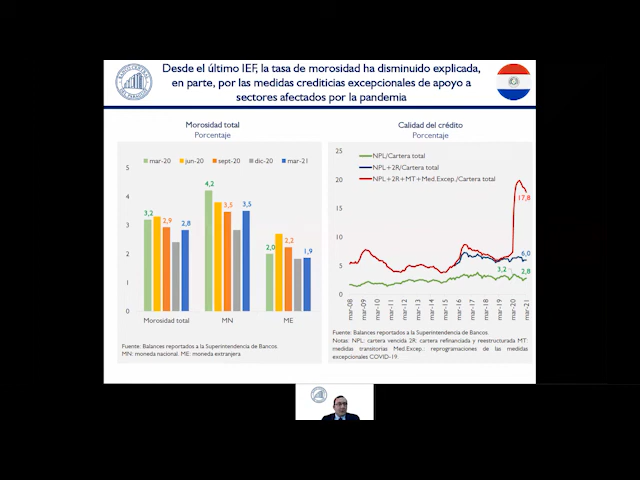 Desde el último IEF, la tasa de morosidad ha disminuido explicada,
en parte, por las medidas crediticias excepcionales de apoyo a
sectores afectados por la pandemia
Morosidad total
Porcentaje
mar-20 jun-20 sept-20 dic-20 mar-21
5
4
3
2
1
0
3,2
2,9
2,8
4,2
3,5
3,5
2,0
2,2
1,9
Morosidad total MN ME
Fuente: Balances reportados a la Superintendencia de Bancos.
MN: moneda nacional. ME: moneda extranjera
Calidad del crédito
Porcentaje
NPL/Cartera total
NPL+2R/Cartera total
NPL+2R+MT+Med.Excep./Cartera total
25
20
15
10
5
0
17,8
6,0
3,2
2,8
mar-08 mar-09 mar-10 mar-11 mar-12 mar-13 mar-14 mar-15 mar-16 mar-17 mar-18 mar-19 mar-20 mar-21
Fuente: Balances reportados a la Superintendencia de Bancos
Notas: NPL: cartera vencida 2R: cartera refinanciada y reestructurada MT:
medidas transitorias Med.Excep.: reprogramaciones de las medidas
excepcionales COVID-19.